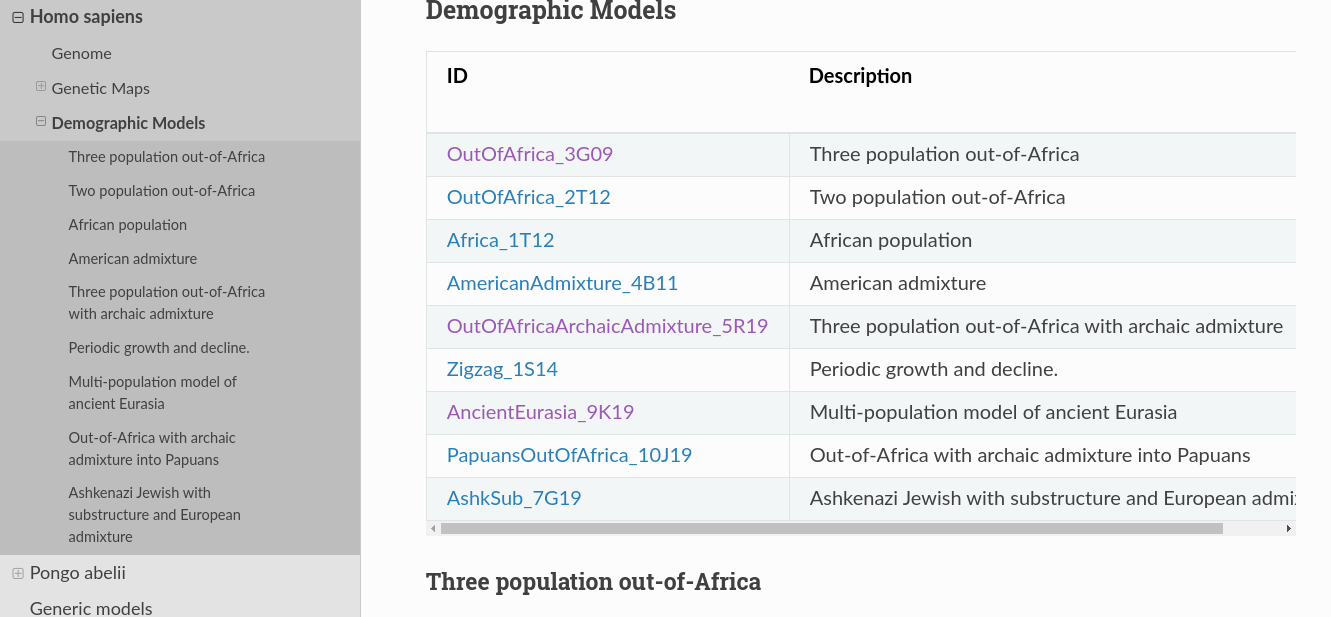 Homo sapiens
Genome
Genetic Maps
Demographic Models
Three population out-of-Africa
Two population out-of-Africa
African population
American admixture
Three population out-of-Africa
with archaic admixture
Periodic growth and decline.
Multi-population model of
ancient Eurasia
Out-of-Africa with archaic
admixture into Papuans
Ashkenazi Jewish with
substructure and European
admixture
Pongo abelii
Generic models
Demographic Models
ID Description
OutOfAfrica_3G09 Three population out-of-Africa
OutOfAfrica_2T12 Two population out-of-Africa
Africa_1T12 African population
AmericanAdmixture_4B11 American admixture
OutOfAfricaArchaicAdmixture_5R19 Three population out-of-Africa with archaic admixture
Zigzag_1S14 Periodic growth and decline.
AncientEurasia_9K19 Multi-population model of ancient Eurasia
PapuansOutOfAfrica_10J19 Out-of-Africa with archaic admixture into Papuans
AshkSub_7G19 Ashkenazi Jewish with substructure and European admi
Three population out-of-Africa